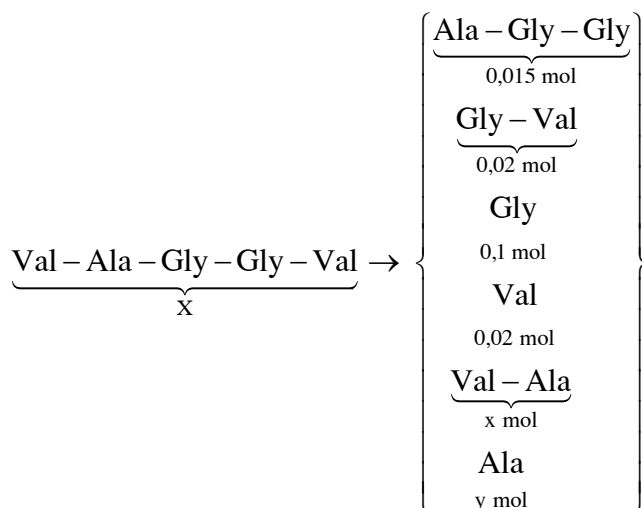 Ala – Gly – Gly
0,015 mol
Gly – Val
0,02 mol
Gly
0,1 mol
Val – Ala – Gly – Gly – Val →
X
Val
0,02 mol
Val – Ala
x mol
Ala
y mol